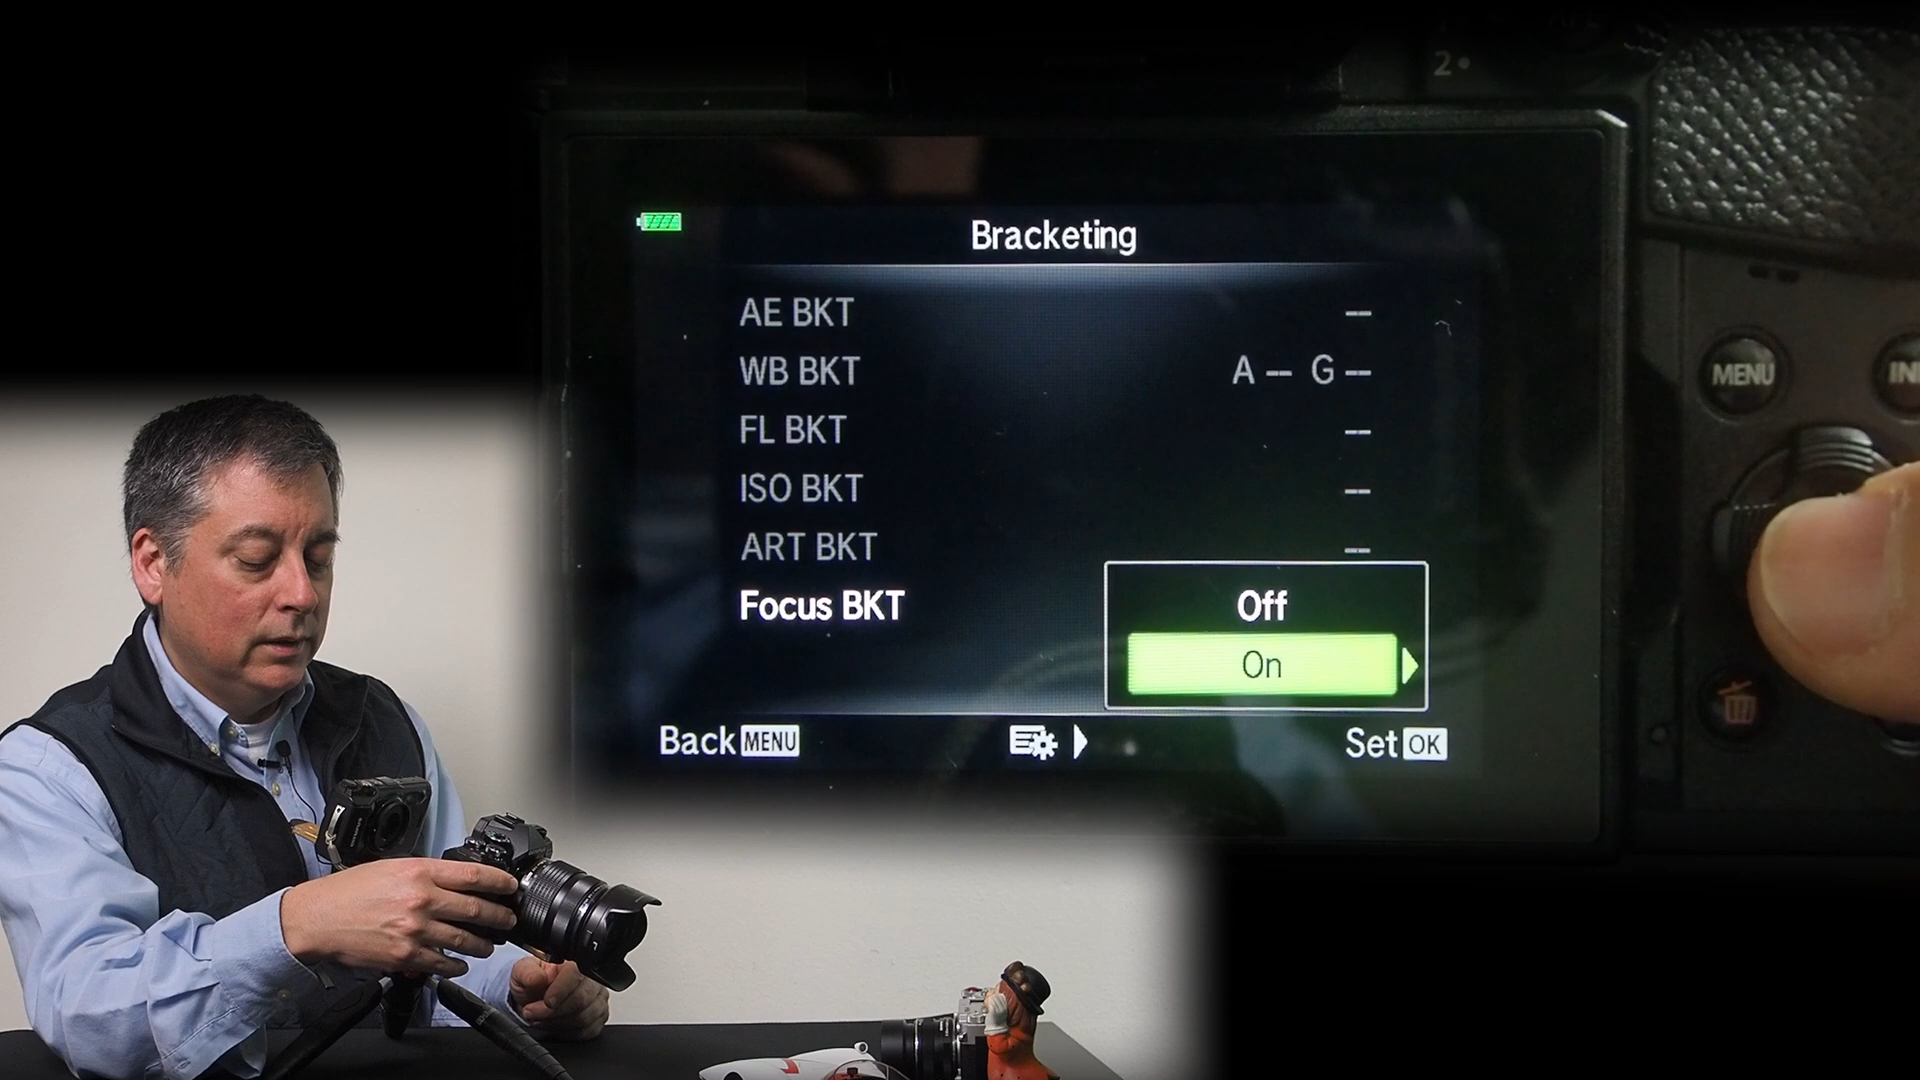 2•
Bracketing
AE BKT --
WB BKT A -- G --
FL BKT --
ISO BKT --
ART BKT --
Focus BKT Off
On
Back MENU Set OK
MENU